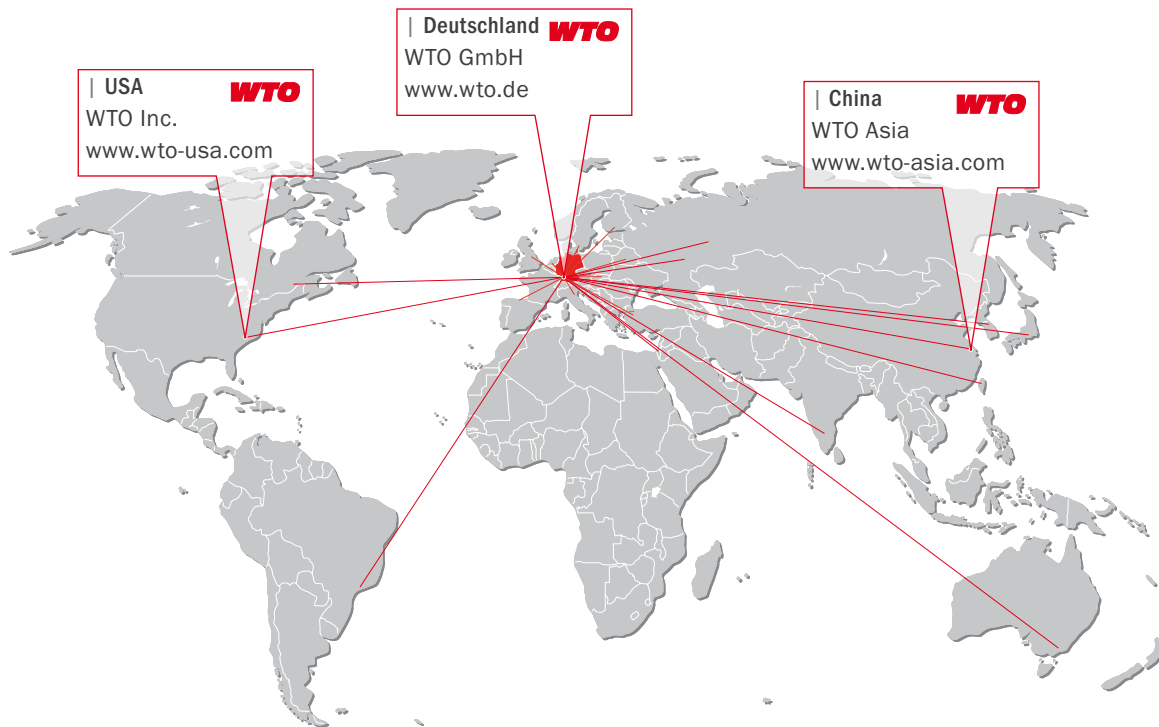 | USA WTO
WTO Inc.
www.wto-usa.com
| Deutschland WTO
WTO GmbH
www.wto.de
| China WTO
WTO Asia
www.wto-asia.com